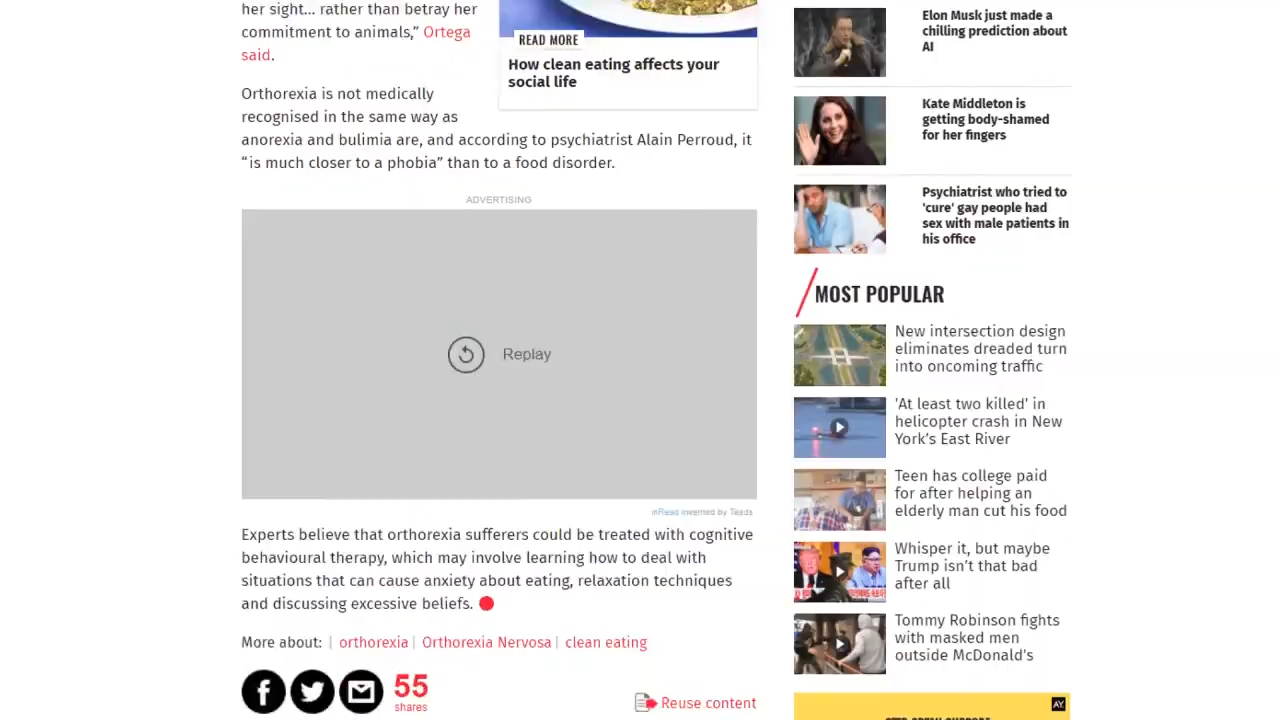 her sight... rather than betray her
commitment to animals,” Ortega
said.
READ MORE
How clean eating affects your
social life
Orthorexia is not medically
recognised in the same way as
anorexia and bulimia are, and according to psychiatrist Alain Perroud, it
“is much closer to a phobia” than to a food disorder.
ADVERTISING
Replay
inRead invented by Teads
Experts believe that orthorexia sufferers could be treated with cognitive
behavioural therapy, which may involve learning how to deal with
situations that can cause anxiety about eating, relaxation techniques
and discussing excessive beliefs.
More about: | orthorexia | Orthorexia Nervosa | clean eating
55
shares
Reuse content
Elon Musk just made a
chilling prediction about
AI
Kate Middleton is
getting body-shamed
for her fingers
Psychiatrist who tried to
'cure' gay people had
sex with male patients in
his office
MOST POPULAR
New intersection design
eliminates dreaded turn
into oncoming traffic
'At least two killed' in
helicopter crash in New
York's East River
Teen has college paid
for after helping an
elderly man cut his food
Whisper it, but maybe
Trump isn’t that bad
after all
Tommy Robinson fights
with masked men
outside McDonald's